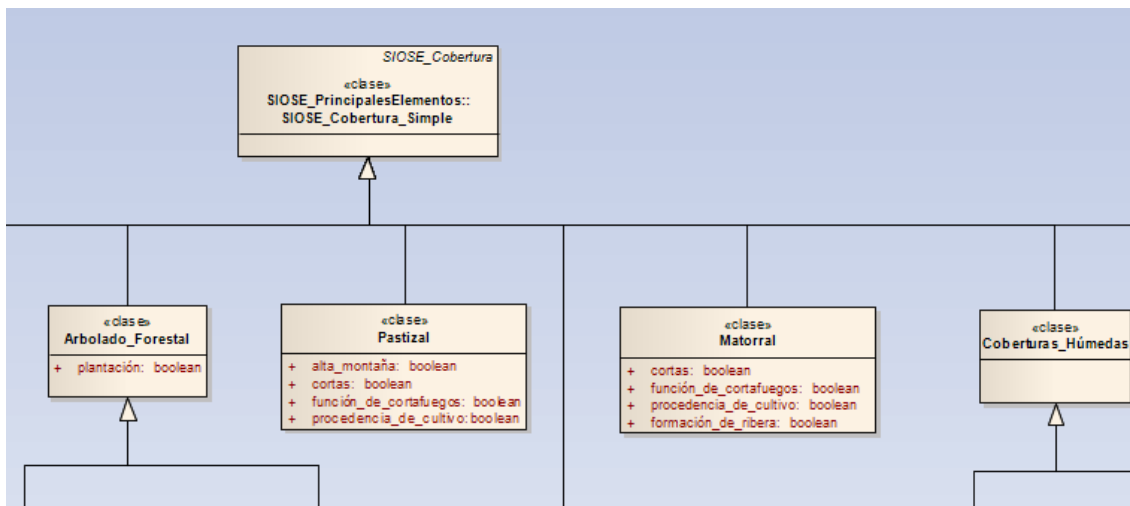 SIOSE_Cobertura
«clase»
SIOSE_PrincipalesElementos::
SIOSE_Cobertura_Simple
«clase»
Arbolado_Forestal
+ plantación: boolean
«clase»
Pastizal
+ alta_montaña: boolean
+ cortas: boolean
+ función_de_cortafuegos: boolean
+ procedencia_de_cultivo:boolean
«clase»
Matorral
+ cortas: boolean
+ función_de_cortafuegos: boolean
+ procedencia_de_cultivo: boolean
+ formación_de_ribera: boolean
«clase»
Coberturas_Húmedas